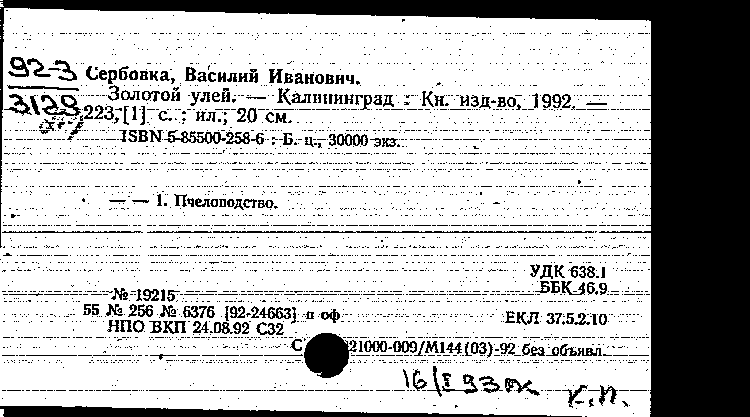 92-3
3129
Сербовка, Василий Иванович.
Золотой улей. — Калининград : Кн. изд-во, 1992. —
223, [1] с. : ил.; 20 см.
ISBN 5-85500-258-6 : Б. ц., 30000 экз.
— — 1. Пчеловодство.
УДК 638.1
ББК 46.9
№ 19215
55 № 256 № 6376 [92-24663] п оф
ЕКЛ 37.5.2.10
НПО ВКП 24.08.92 С32
С 21000-009/М144(03)-92 без объявл.
16/I 93
К.П.